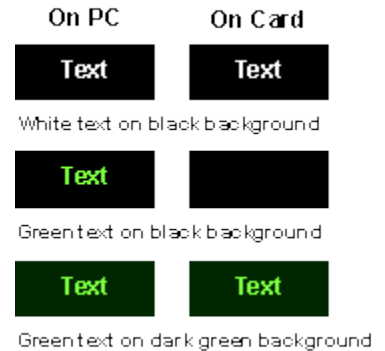 On PC On Card
Text Text
White text on black background
Text
Green text on black background
Text Text
Green text on dark green background